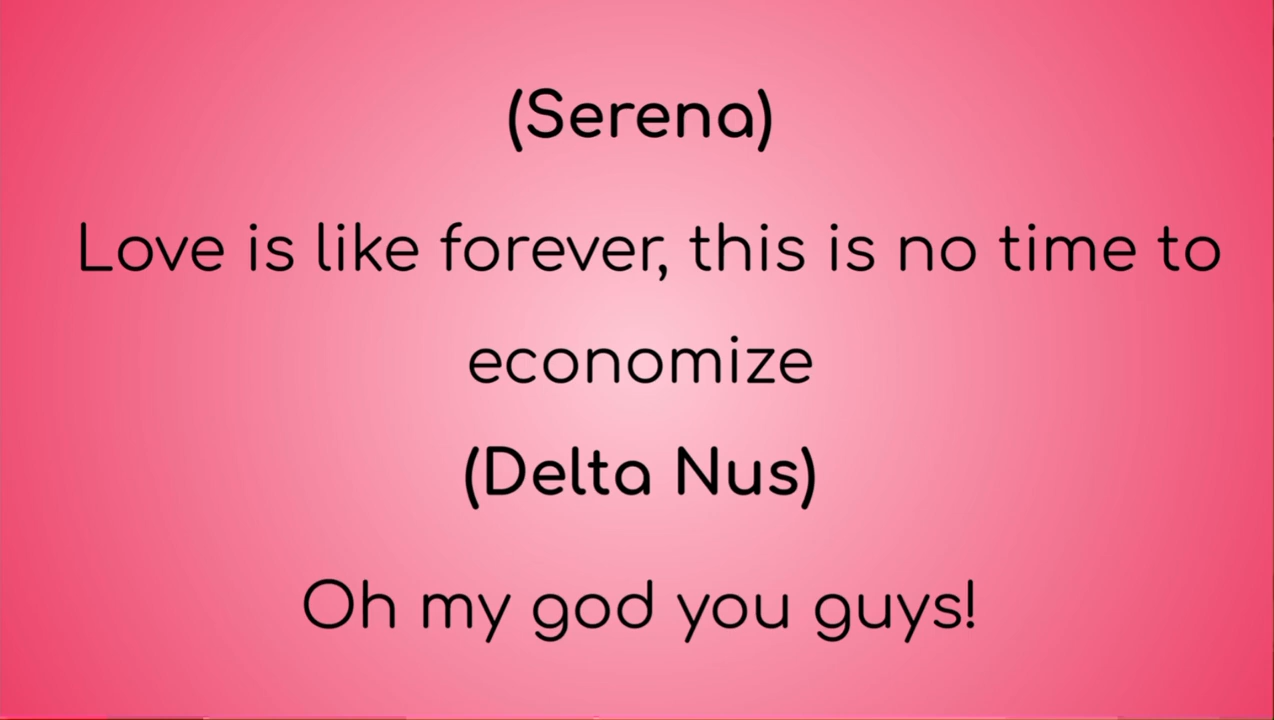 (Serena)
Love is like forever, this is no time to
economize
(Delta Nus)
Oh my god you guys!